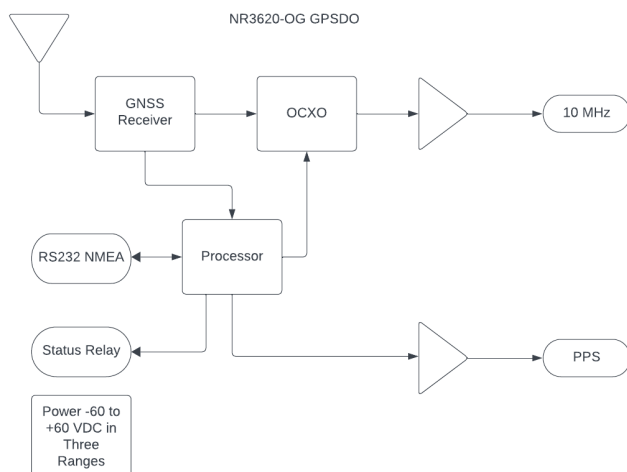 NR3620-OG GPSDO
GNSS
Receiver
OCXO
10 MHz
RS232 NMEA
Processor
Status Relay
PPS
Power -60 to
+60 VDC in
Three
Ranges